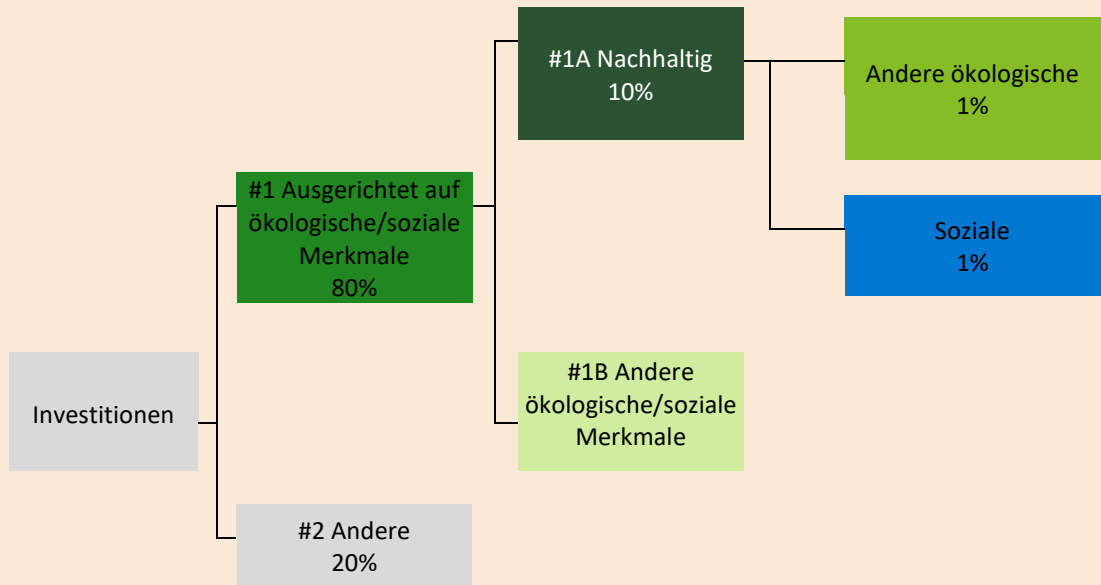 Investitionen
#1 Ausgerichtet auf
ökologische/soziale
Merkmale
80%
#2 Andere
20%
#1A Nachhaltig
10%
#1B Andere
ökologische/soziale
Merkmale
Andere ökologische
1%
Soziale
1%